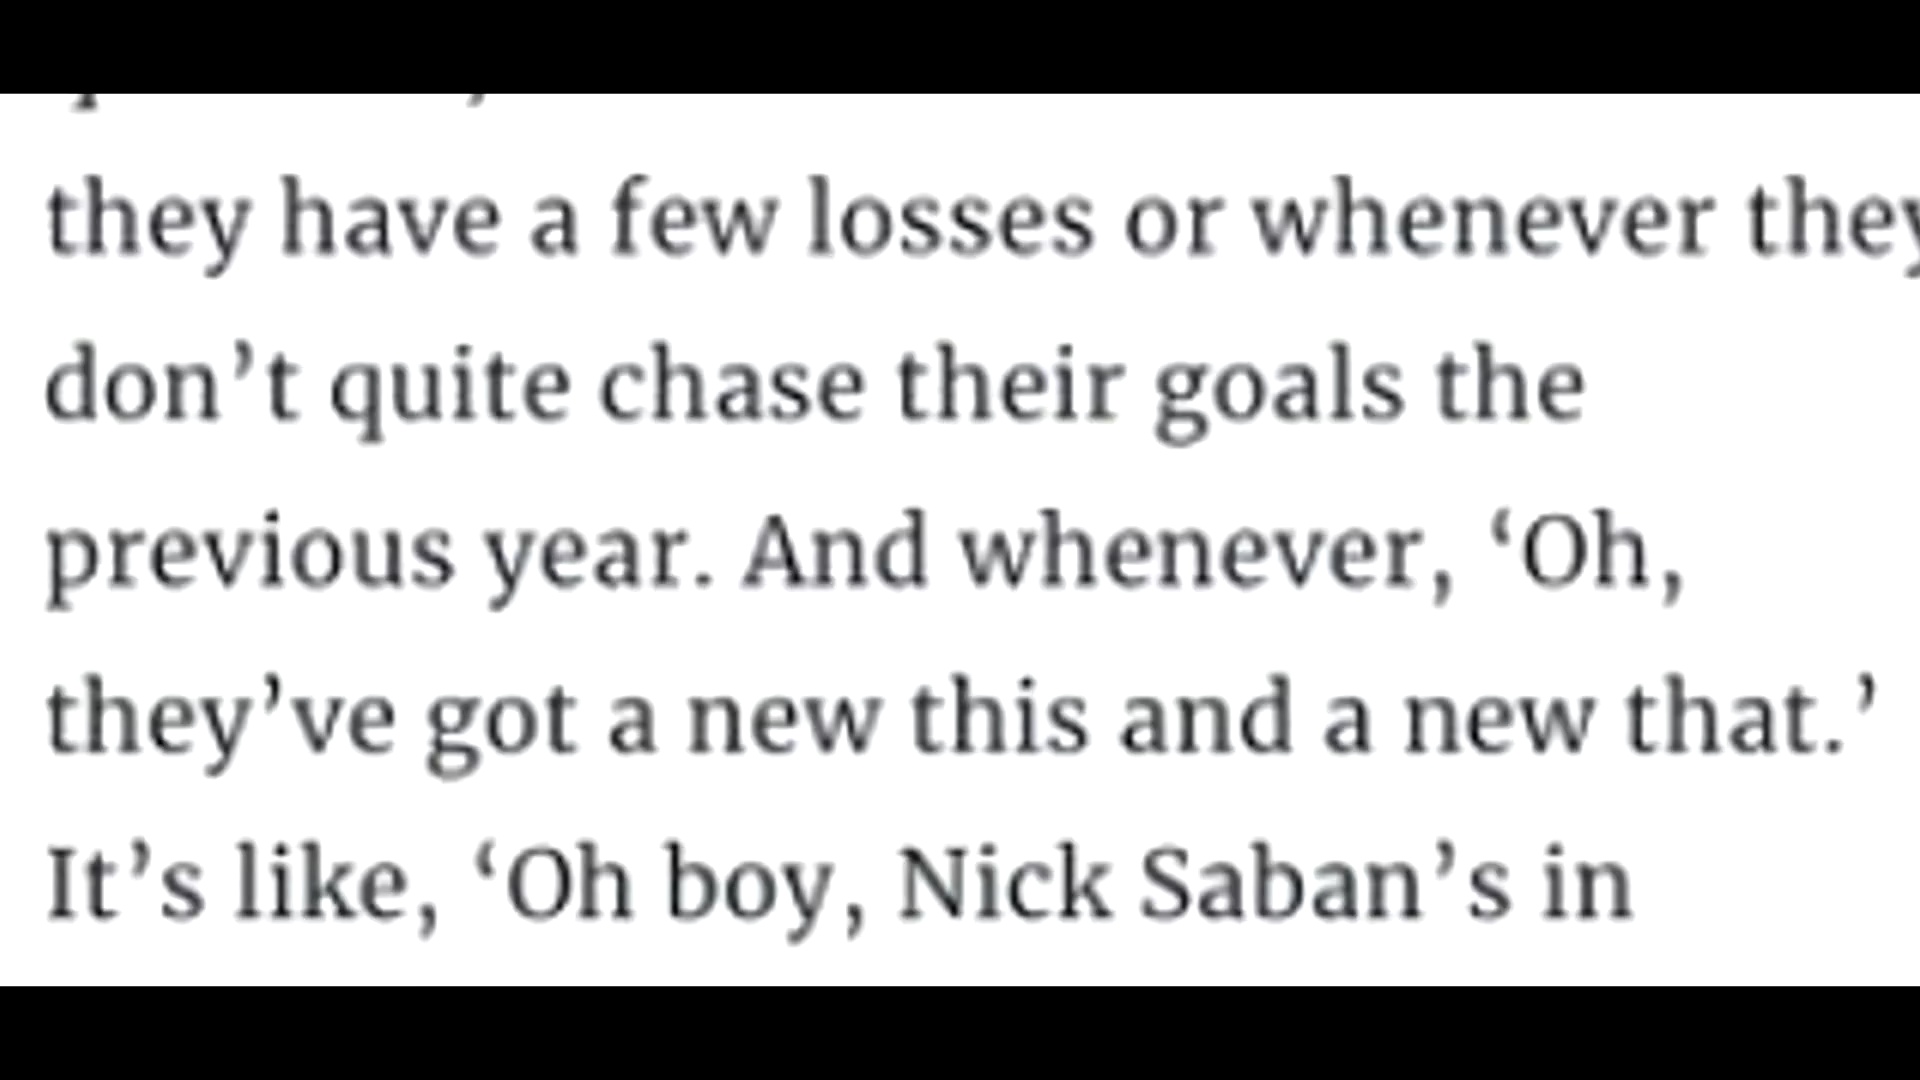 they have a few losses or whenever they
don’t quite chase their goals the
previous year. And whenever, ‘Oh,
they’ve got a new this and a new that.’
It’s like, ‘Oh boy, Nick Saban’s in